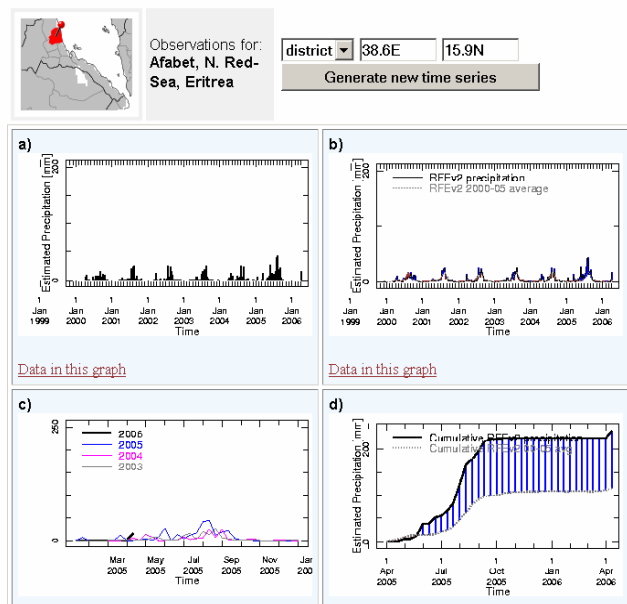 Observations for:
Afabet, N. Red-
Sea, Eritrea
district 38.6E 15.9N
Generate new time series
a)
Estimated Precipitation [mm]
200
0
1 Jan 1999
1 Jan 2000
1 Jan 2001
1 Jan 2002
1 Jan 2003
1 Jan 2004
1 Jan 2005
1 Jan 2006
Time
Data in this graph
b)
Estimated Precipitation [mm]
200
0
RFEv2 precipitation
RFEv2 2000-05 average
1 Jan 1999
1 Jan 2000
1 Jan 2001
1 Jan 2002
1 Jan 2003
1 Jan 2004
1 Jan 2005
1 Jan 2006
Time
Data in this graph
c)
Estimated Precipitation [mm]
250
0
2006
2005
2004
2003
Mar 2005
May 2005
Jul 2005
Sep 2005
Nov 2005
Time
d)
Estimated Precipitation [mm]
200
0
Cumulative
Cumulative
avg
1 Apr 2005
1 Jul 2005
1 Oct 2005
1 Jan 2006
1 Apr 2006
Time